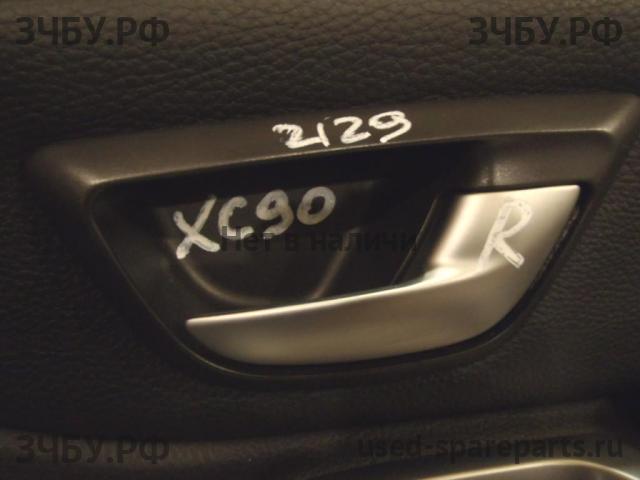 ЗЧБУ.РФ ЗЧБУ.РФ
2129
XC90
R
Нет в наличи
ЗЧБУ.РФ used-spareparts.ru